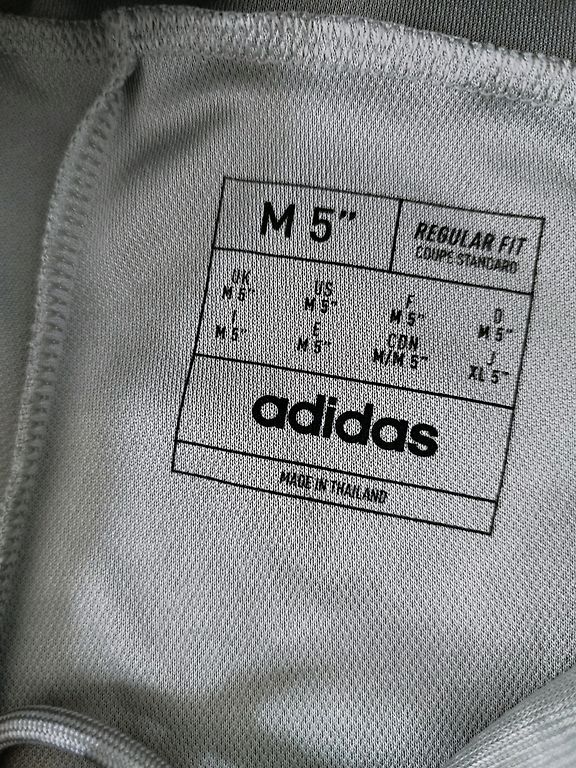 M 5"
REGULAR FIT
COUPE STANDARD
UK US F D
M 5" M 5" M 5" M 5"
I E CDN J
M 5" M 5" M/M 5" XL 5"
adidas
MADE IN THAILAND